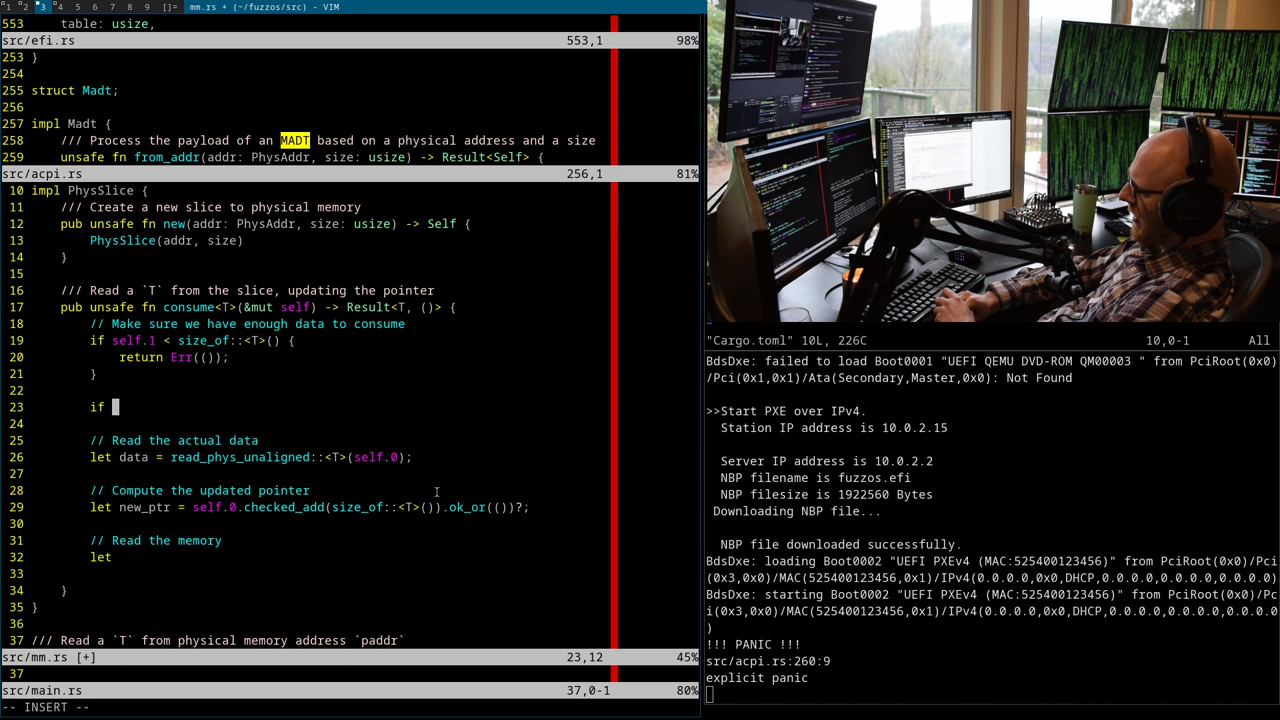 1 2 3 4 5 6 7 8 9 []= mm.rs + (~/fuzzos/src) - VIM
553     table: usize,
src/efi.rs 553,1 98%
253 }
254
255 struct Madt;
256
257 impl Madt {
258     /// Process the payload of an MADT based on a physical address and a size
259     unsafe fn from_addr(addr: PhysAddr, size: usize) -> Result<Self> {
src/acpi.rs 256,1 81%
10 impl PhysSlice {
11     /// Create a new slice to physical memory
12     pub unsafe fn new(addr: PhysAddr, size: usize) -> Self {
13         PhysSlice(addr, size)
14     }
15
16     /// Read a `T` from the slice, updating the pointer
17     pub unsafe fn consume<T>(&mut self) -> Result<T, ()> {
18         // Make sure we have enough data to consume
19         if self.1 < size_of::<T>() {
20             return Err(());
21         }
22
23         if
24
25         // Read the actual data
26         let data = read_phys_unaligned::<T>(self.0);
27
28         // Compute the updated pointer
29         let new_ptr = self.0.checked_add(size_of::<T>()).ok_or(())?;
30
31         // Read the memory
32         let
33
34     }
35 }
36
37 /// Read a `T` from physical memory address `paddr`
src/mm.rs [+] 23,12 45%
37
src/main.rs 37,0-1 80%
-- INSERT --
"Cargo.toml" 10L, 226C 10,0-1 All
BdsDxe: failed to load Boot0001 "UEFI QEMU DVD-ROM QM00003 " from PciRoot(0x0)
/Pci(0x1,0x1)/Ata(Secondary,Master,0x0): Not Found
>>Start PXE over IPv4.
Station IP address is 10.0.2.15
Server IP address is 10.0.2.2
NBP filename is fuzzos.efi
NBP filesize is 1922560 Bytes
Downloading NBP file...
NBP file downloaded successfully.
BdsDxe: loading Boot0002 "UEFI PXEv4 (MAC:525400123456)" from PciRoot(0x0)/Pci
(0x3,0x0)/MAC(525400123456,0x1)/IPv4(0.0.0.0,0x0,DHCP,0.0.0.0,0.0.0.0,0.0.0.0)
BdsDxe: starting Boot0002 "UEFI PXEv4 (MAC:525400123456)" from PciRoot(0x0)/Pc
i(0x3,0x0)/MAC(525400123456,0x1)/IPv4(0.0.0.0,0x0,DHCP,0.0.0.0,0.0.0.0,0.0.0.0
)
!!! PANIC !!!
src/acpi.rs:260:9
explicit panic